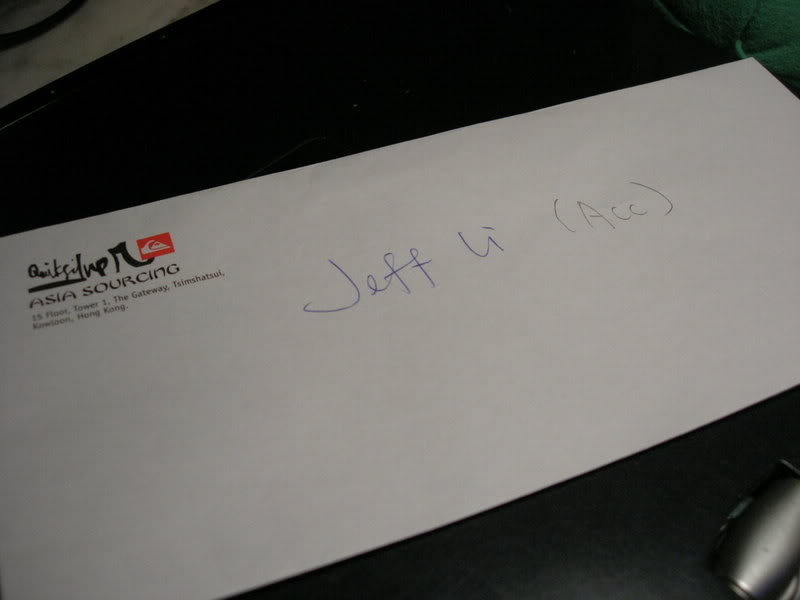 Quiksilver
ASIA SOURCING
15 Floor, Tower 1, The Gateway, Tsimshatsui,
Kowloon, Hong Kong.
Jeff Li (Acc)